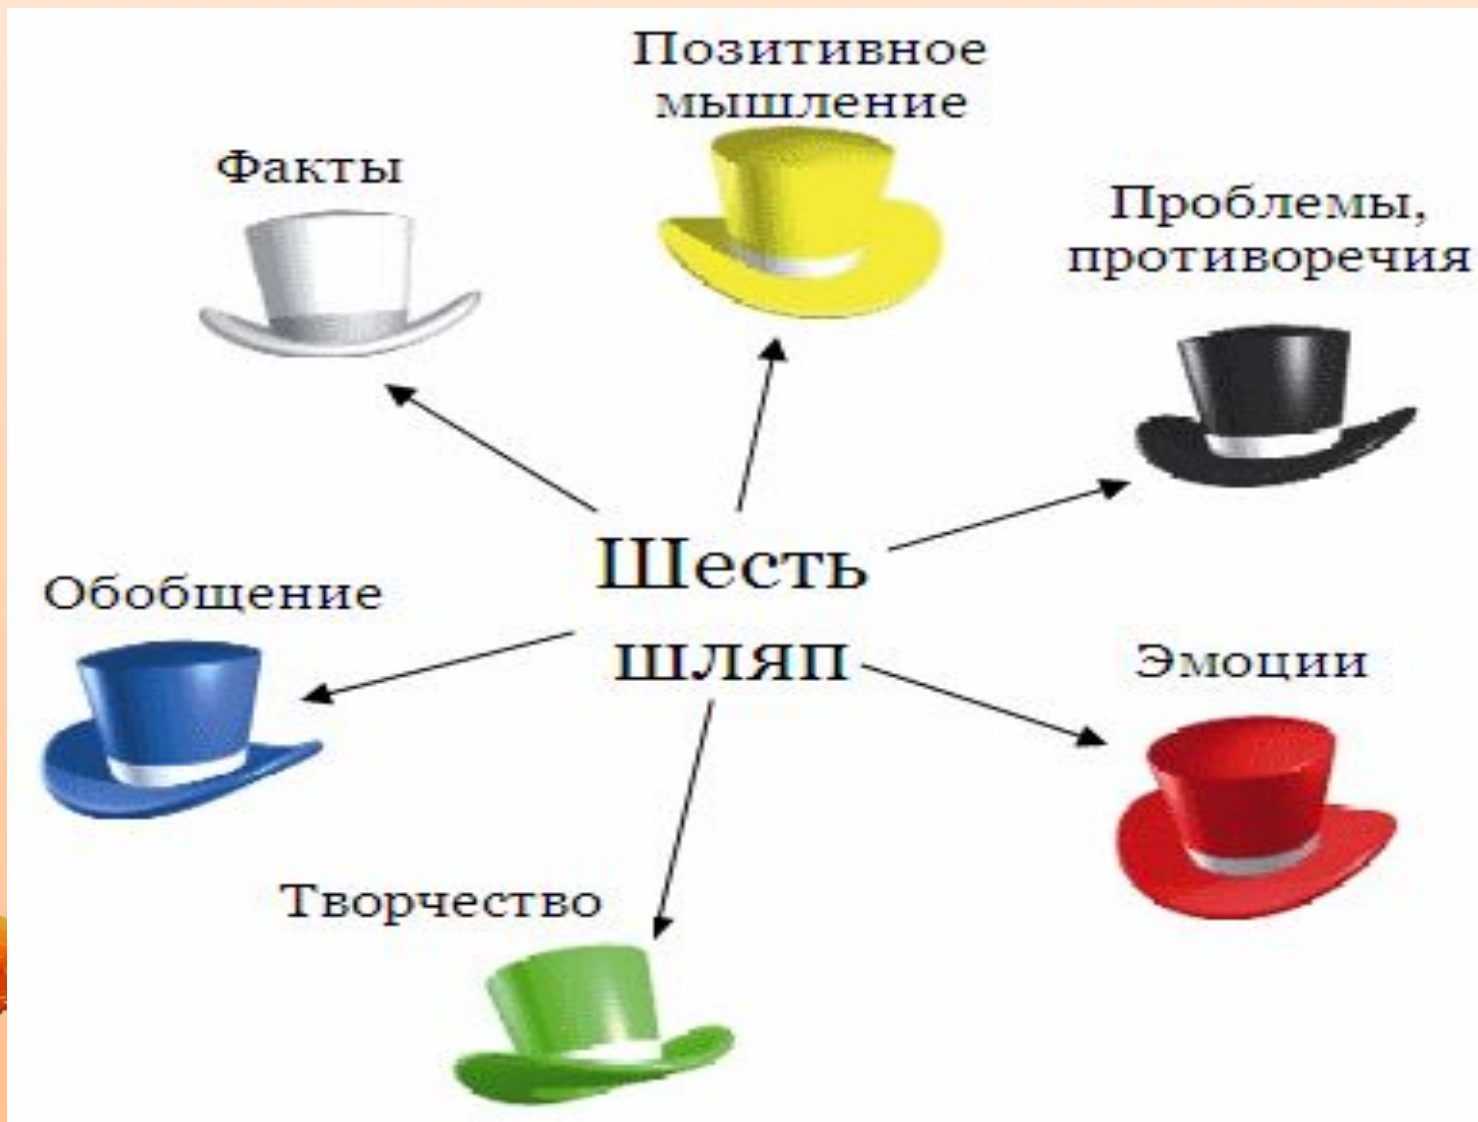 Позитивное
мышление
Факты
Проблемы,
противоречия
Шесть
шляп
Обобщение
Эмоции
Творчество